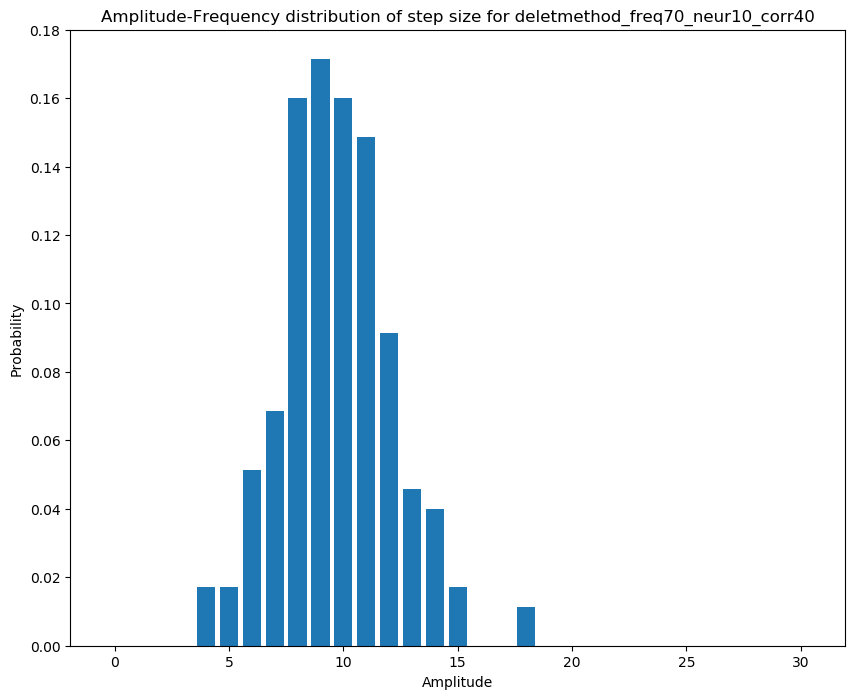 Amplitude-Frequency distribution of step size for deletmethod_freq70_neur10_corr40
0.18
0.16
0.14
0.12
0.10
0.08
0.06
0.04
0.02
0.00
Probability
0 5 10 15 20 25 30
Amplitude